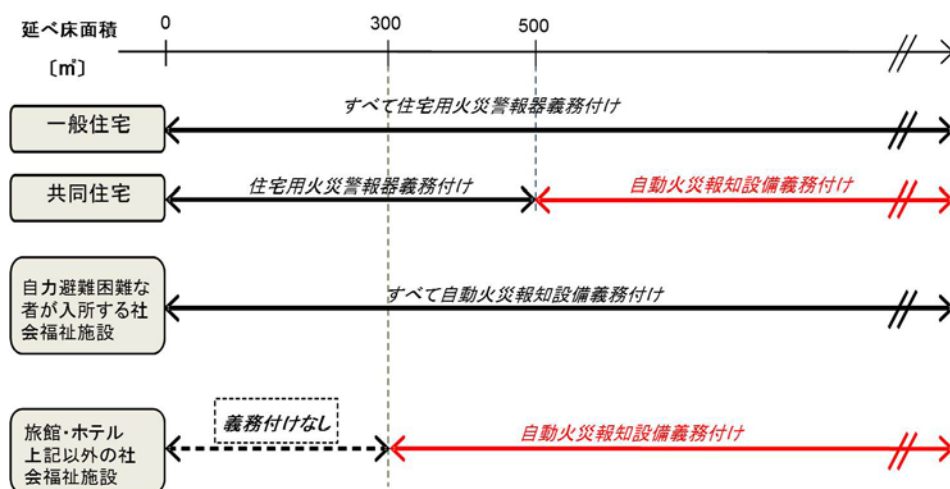 延べ床面積
〔㎡〕
0
300
500
一般住宅
すべて住宅用火災警報器義務付け
共同住宅
住宅用火災警報器義務付け
自動火災報知設備義務付け
自力避難困難な
者が入所する社
会福祉施設
すべて自動火災報知設備義務付け
旅館・ホテル
上記以外の社
会福祉施設
義務付けなし
自動火災報知設備義務付け